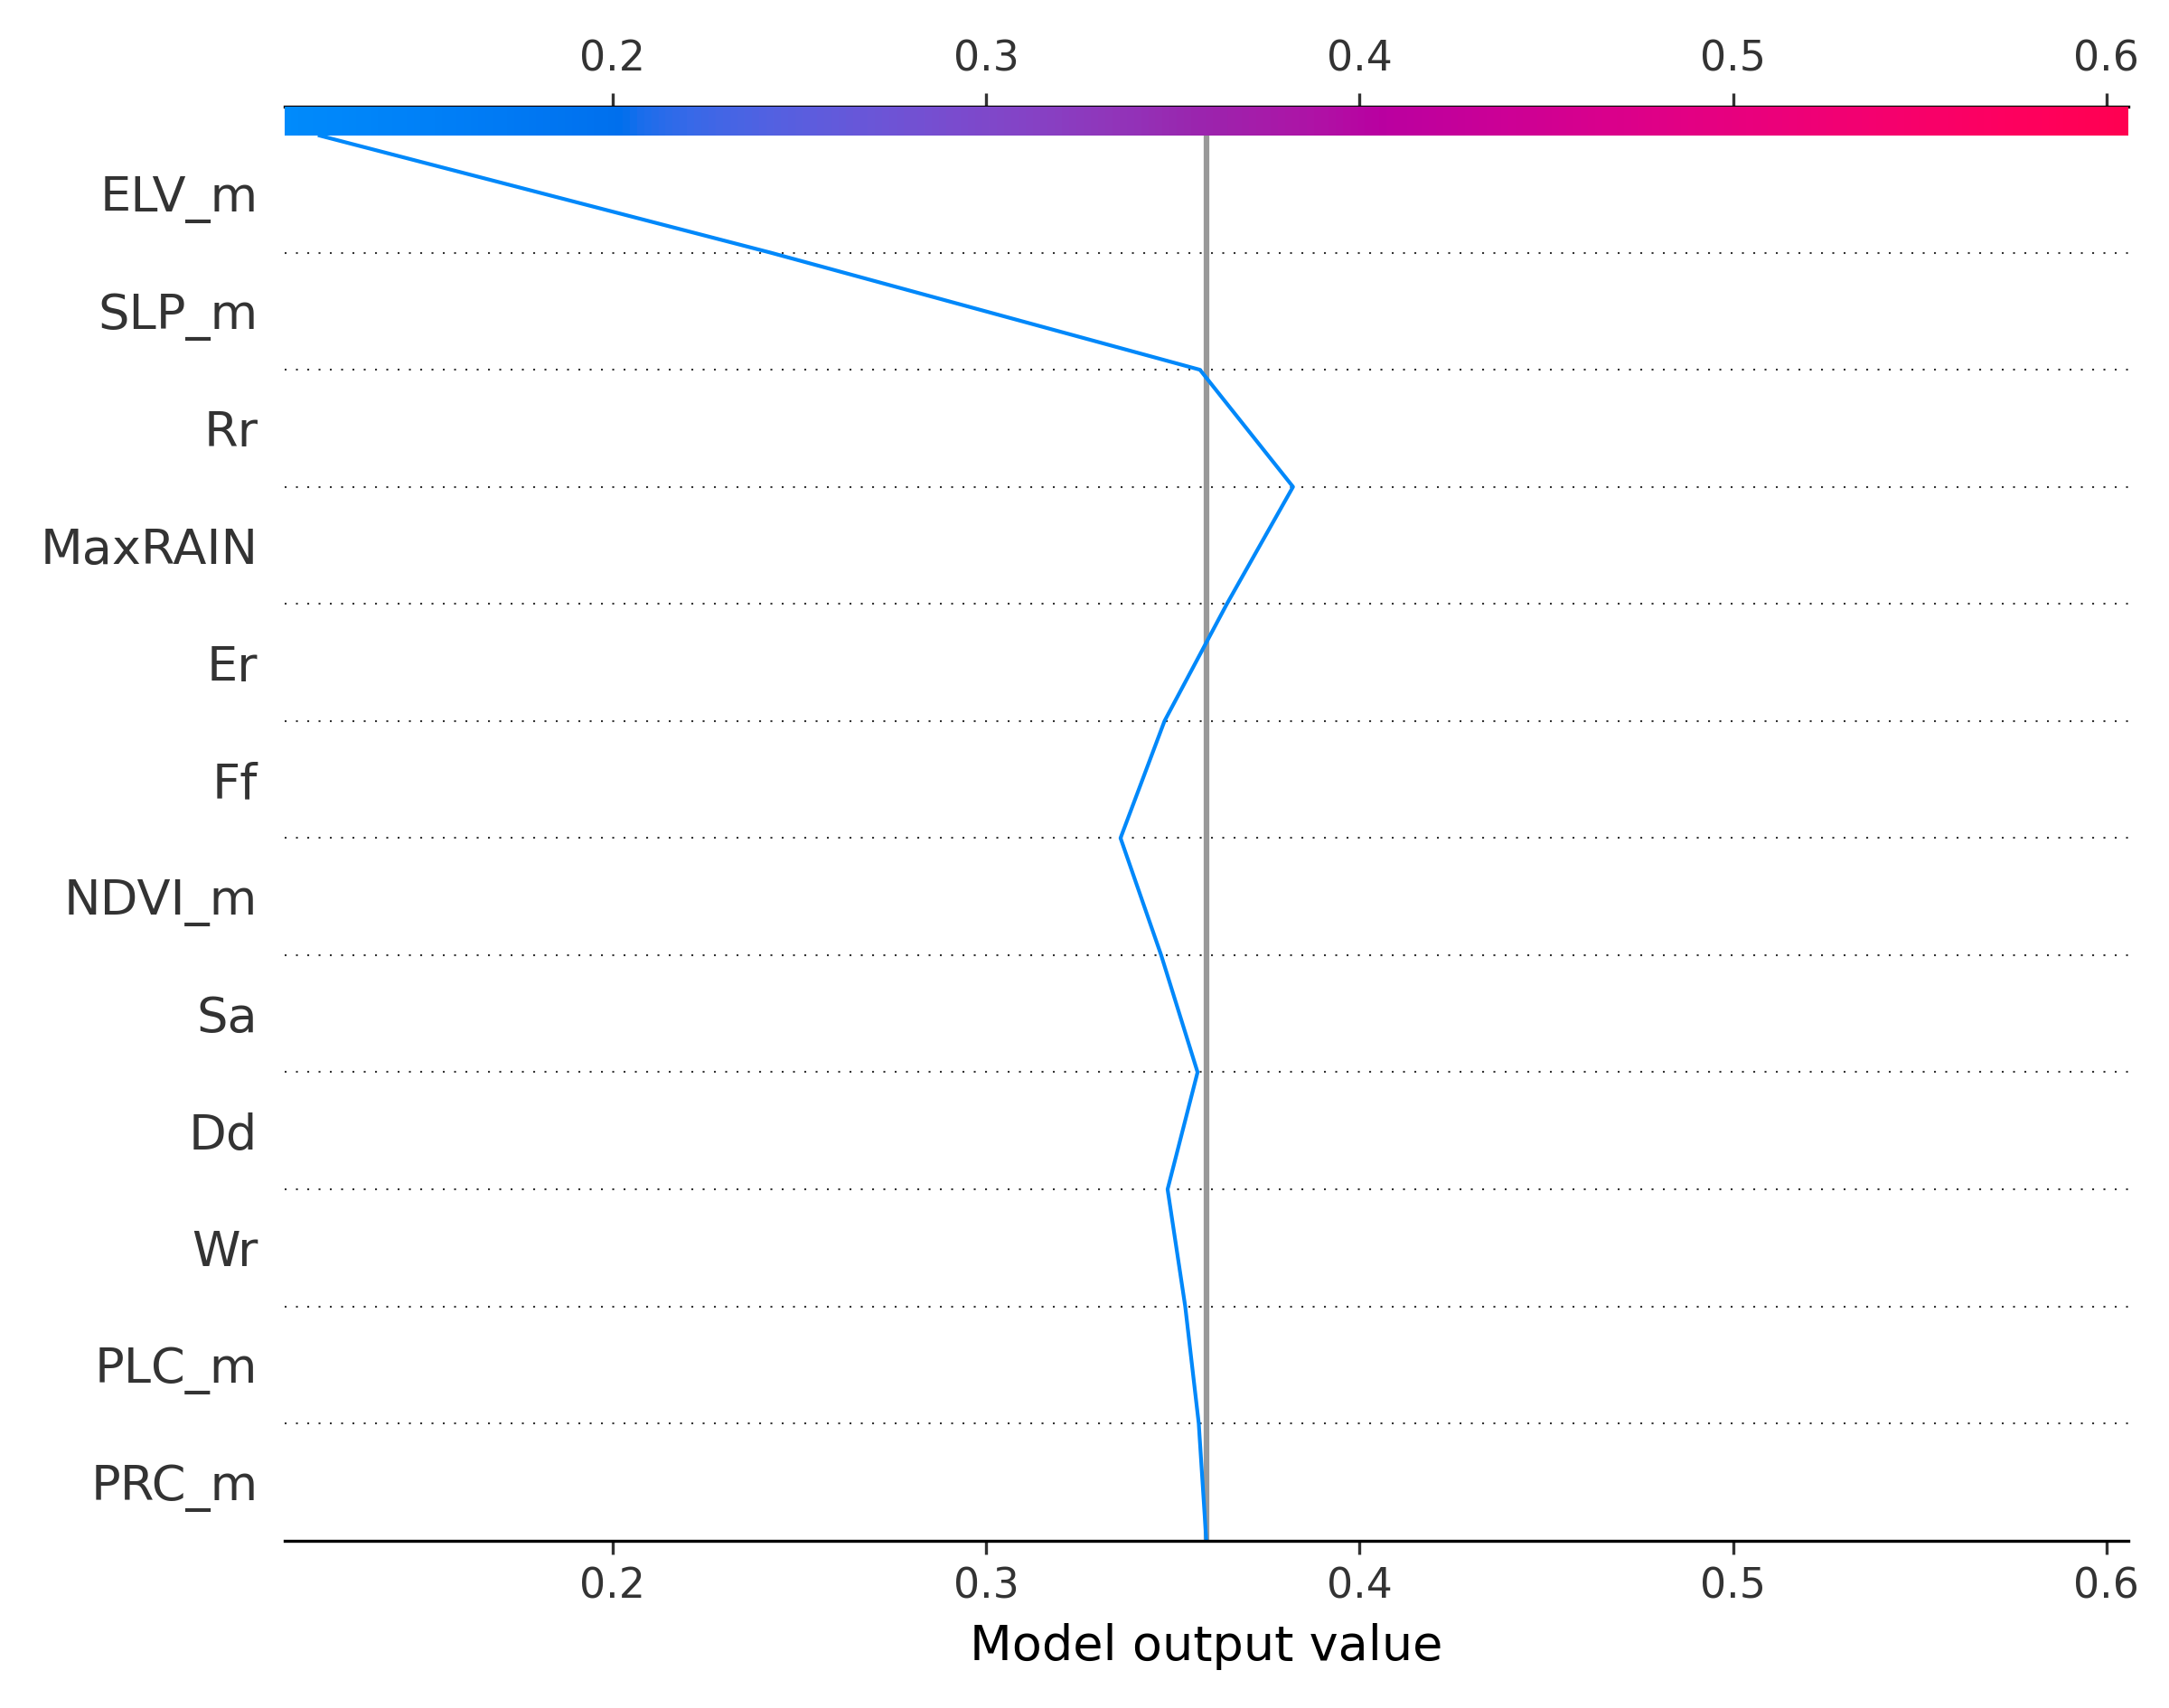 0.2 0.3 0.4 0.5 0.6
ELV_m
SLP_m
Rr
MaxRAIN
Er
Ff
NDVI_m
Sa
Dd
Wr
PLC_m
PRC_m
0.2 0.3 0.4 0.5 0.6
Model output value